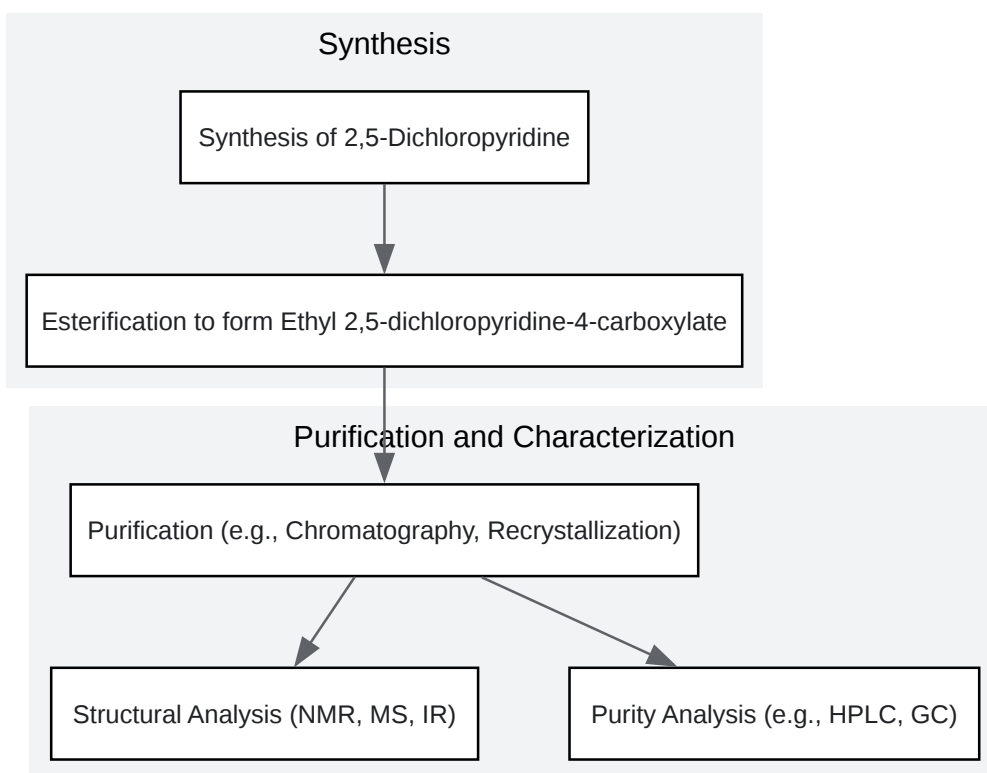 Synthesis
Synthesis of 2,5-Dichloropyridine
Esterification to form Ethyl 2,5-dichloropyridine-4-carboxylate
Purification and Characterization
Purification (e.g., Chromatography, Recrystallization)
Structural Analysis (NMR, MS, IR)
Purity Analysis (e.g., HPLC, GC)